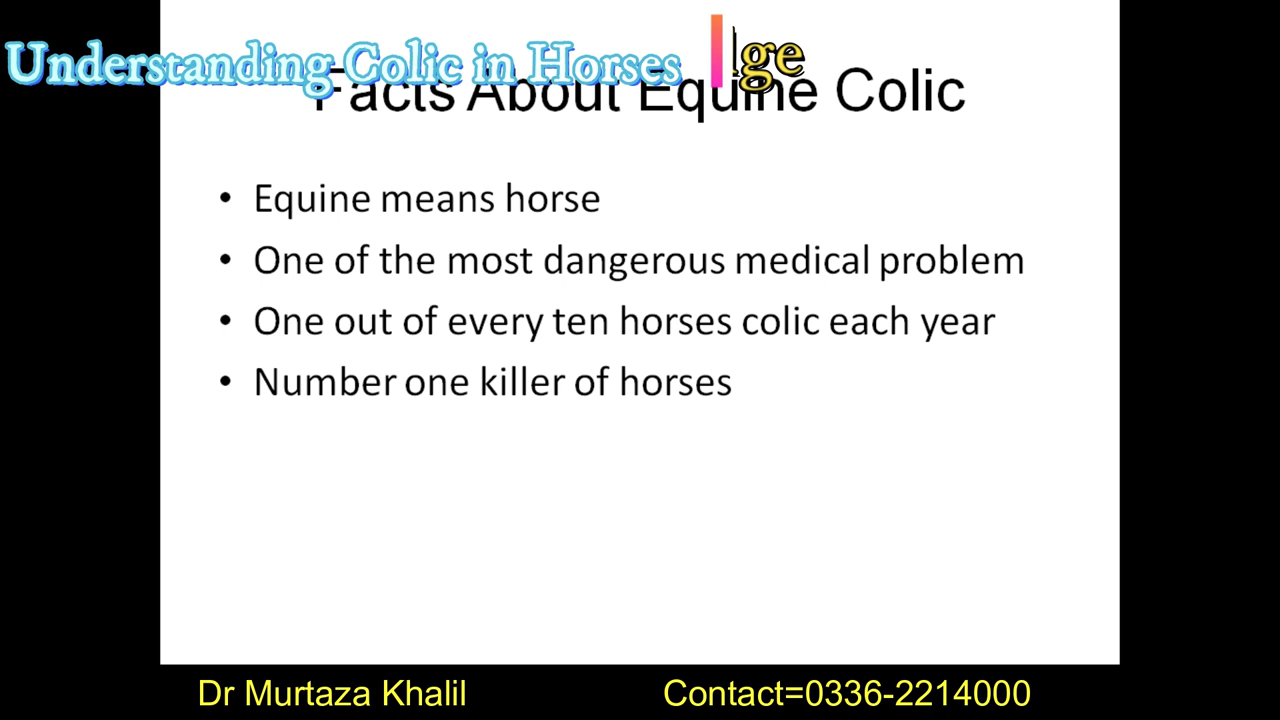 Understanding Colic in Horses
Facts About Equine Colic
• Equine means horse
• One of the most dangerous medical problem
• One out of every ten horses colic each year
• Number one killer of horses
Dr Murtaza Khalil Contact=0336-2214000